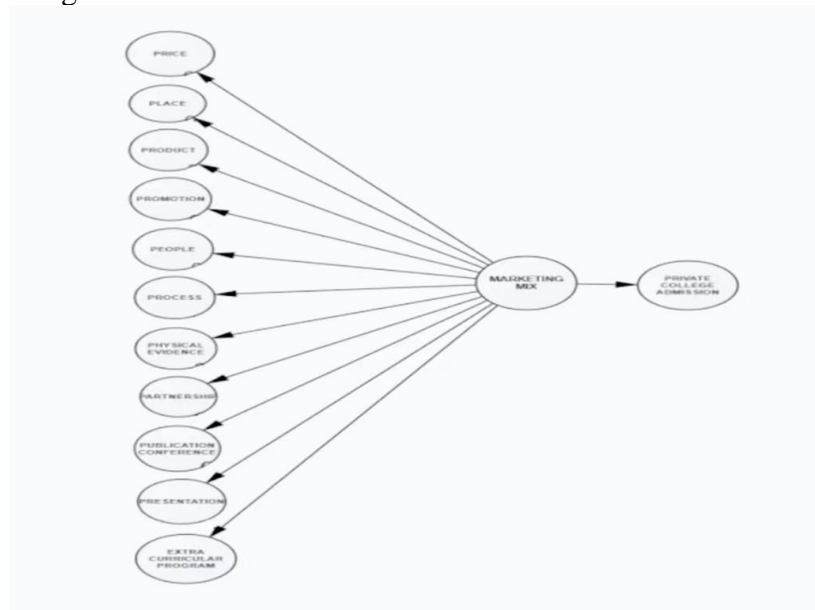 PRICE
PLACE
PRODUCT
PROMOTION
PEOPLE
PROCESS
PHYSICAL
EVIDENCE
PARTNERSHIP
PUBLICATION
CONFERENCE
PRESENTATION
EXTRA
CURRICULAR
PROGRAM
MARKETING
MIX
PRIVATE
COLLEGE
ADMISSION